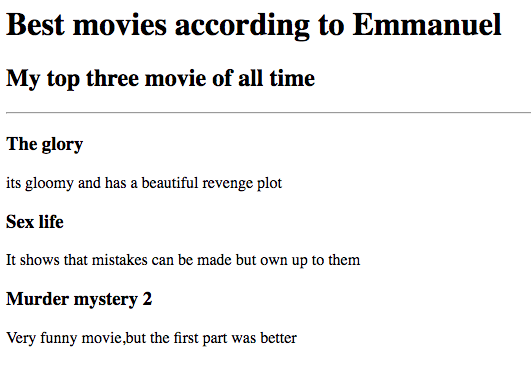 Best movies according to Emmanuel
My top three movie of all time
The glory
its gloomy and has a beautiful revenge plot
Sex life
It shows that mistakes can be made but own up to them
Murder mystery 2
Very funny movie,but the first part was better